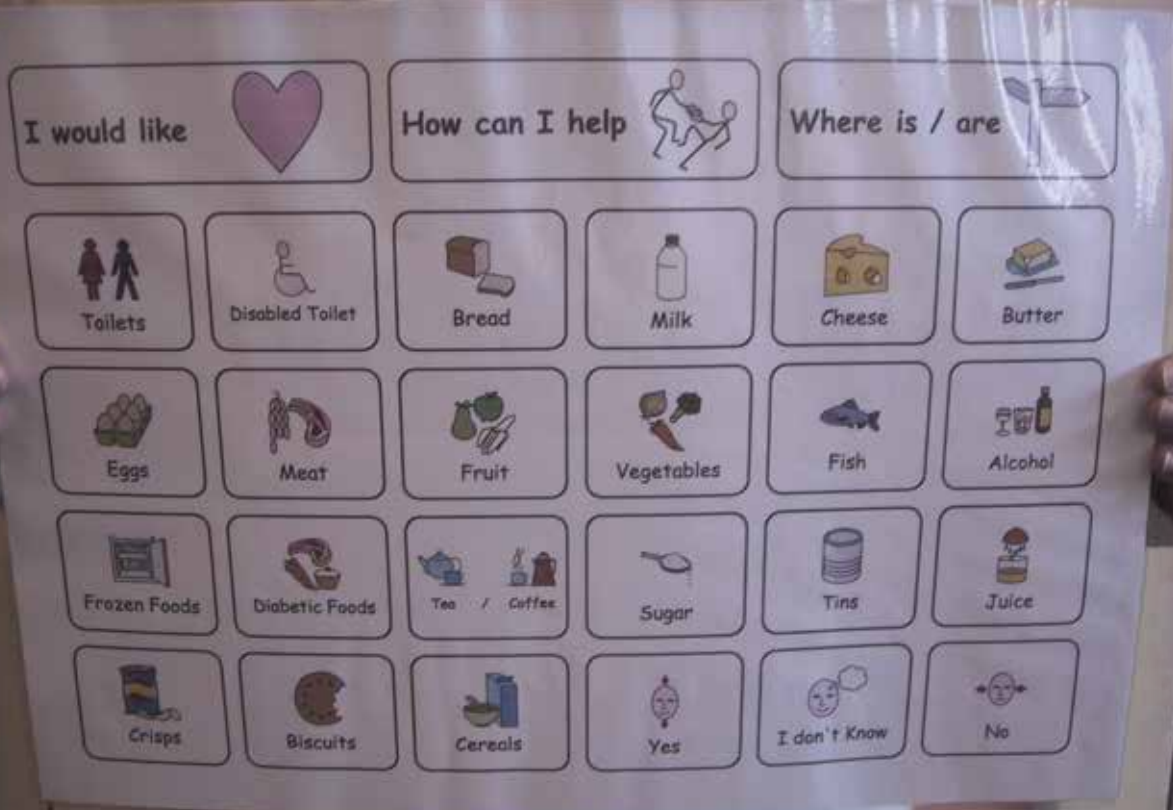 I would like
How can I help
Where is / are
Toilets
Disabled Toilet
Bread
Milk
Cheese
Butter
Eggs
Meat
Fruit
Vegetables
Fish
Alcohol
Frozen Foods
Diabetic Foods
Tea / Coffee
Sugar
Tins
Juice
Crisps
Biscuits
Cereals
Yes
I don't Know
No